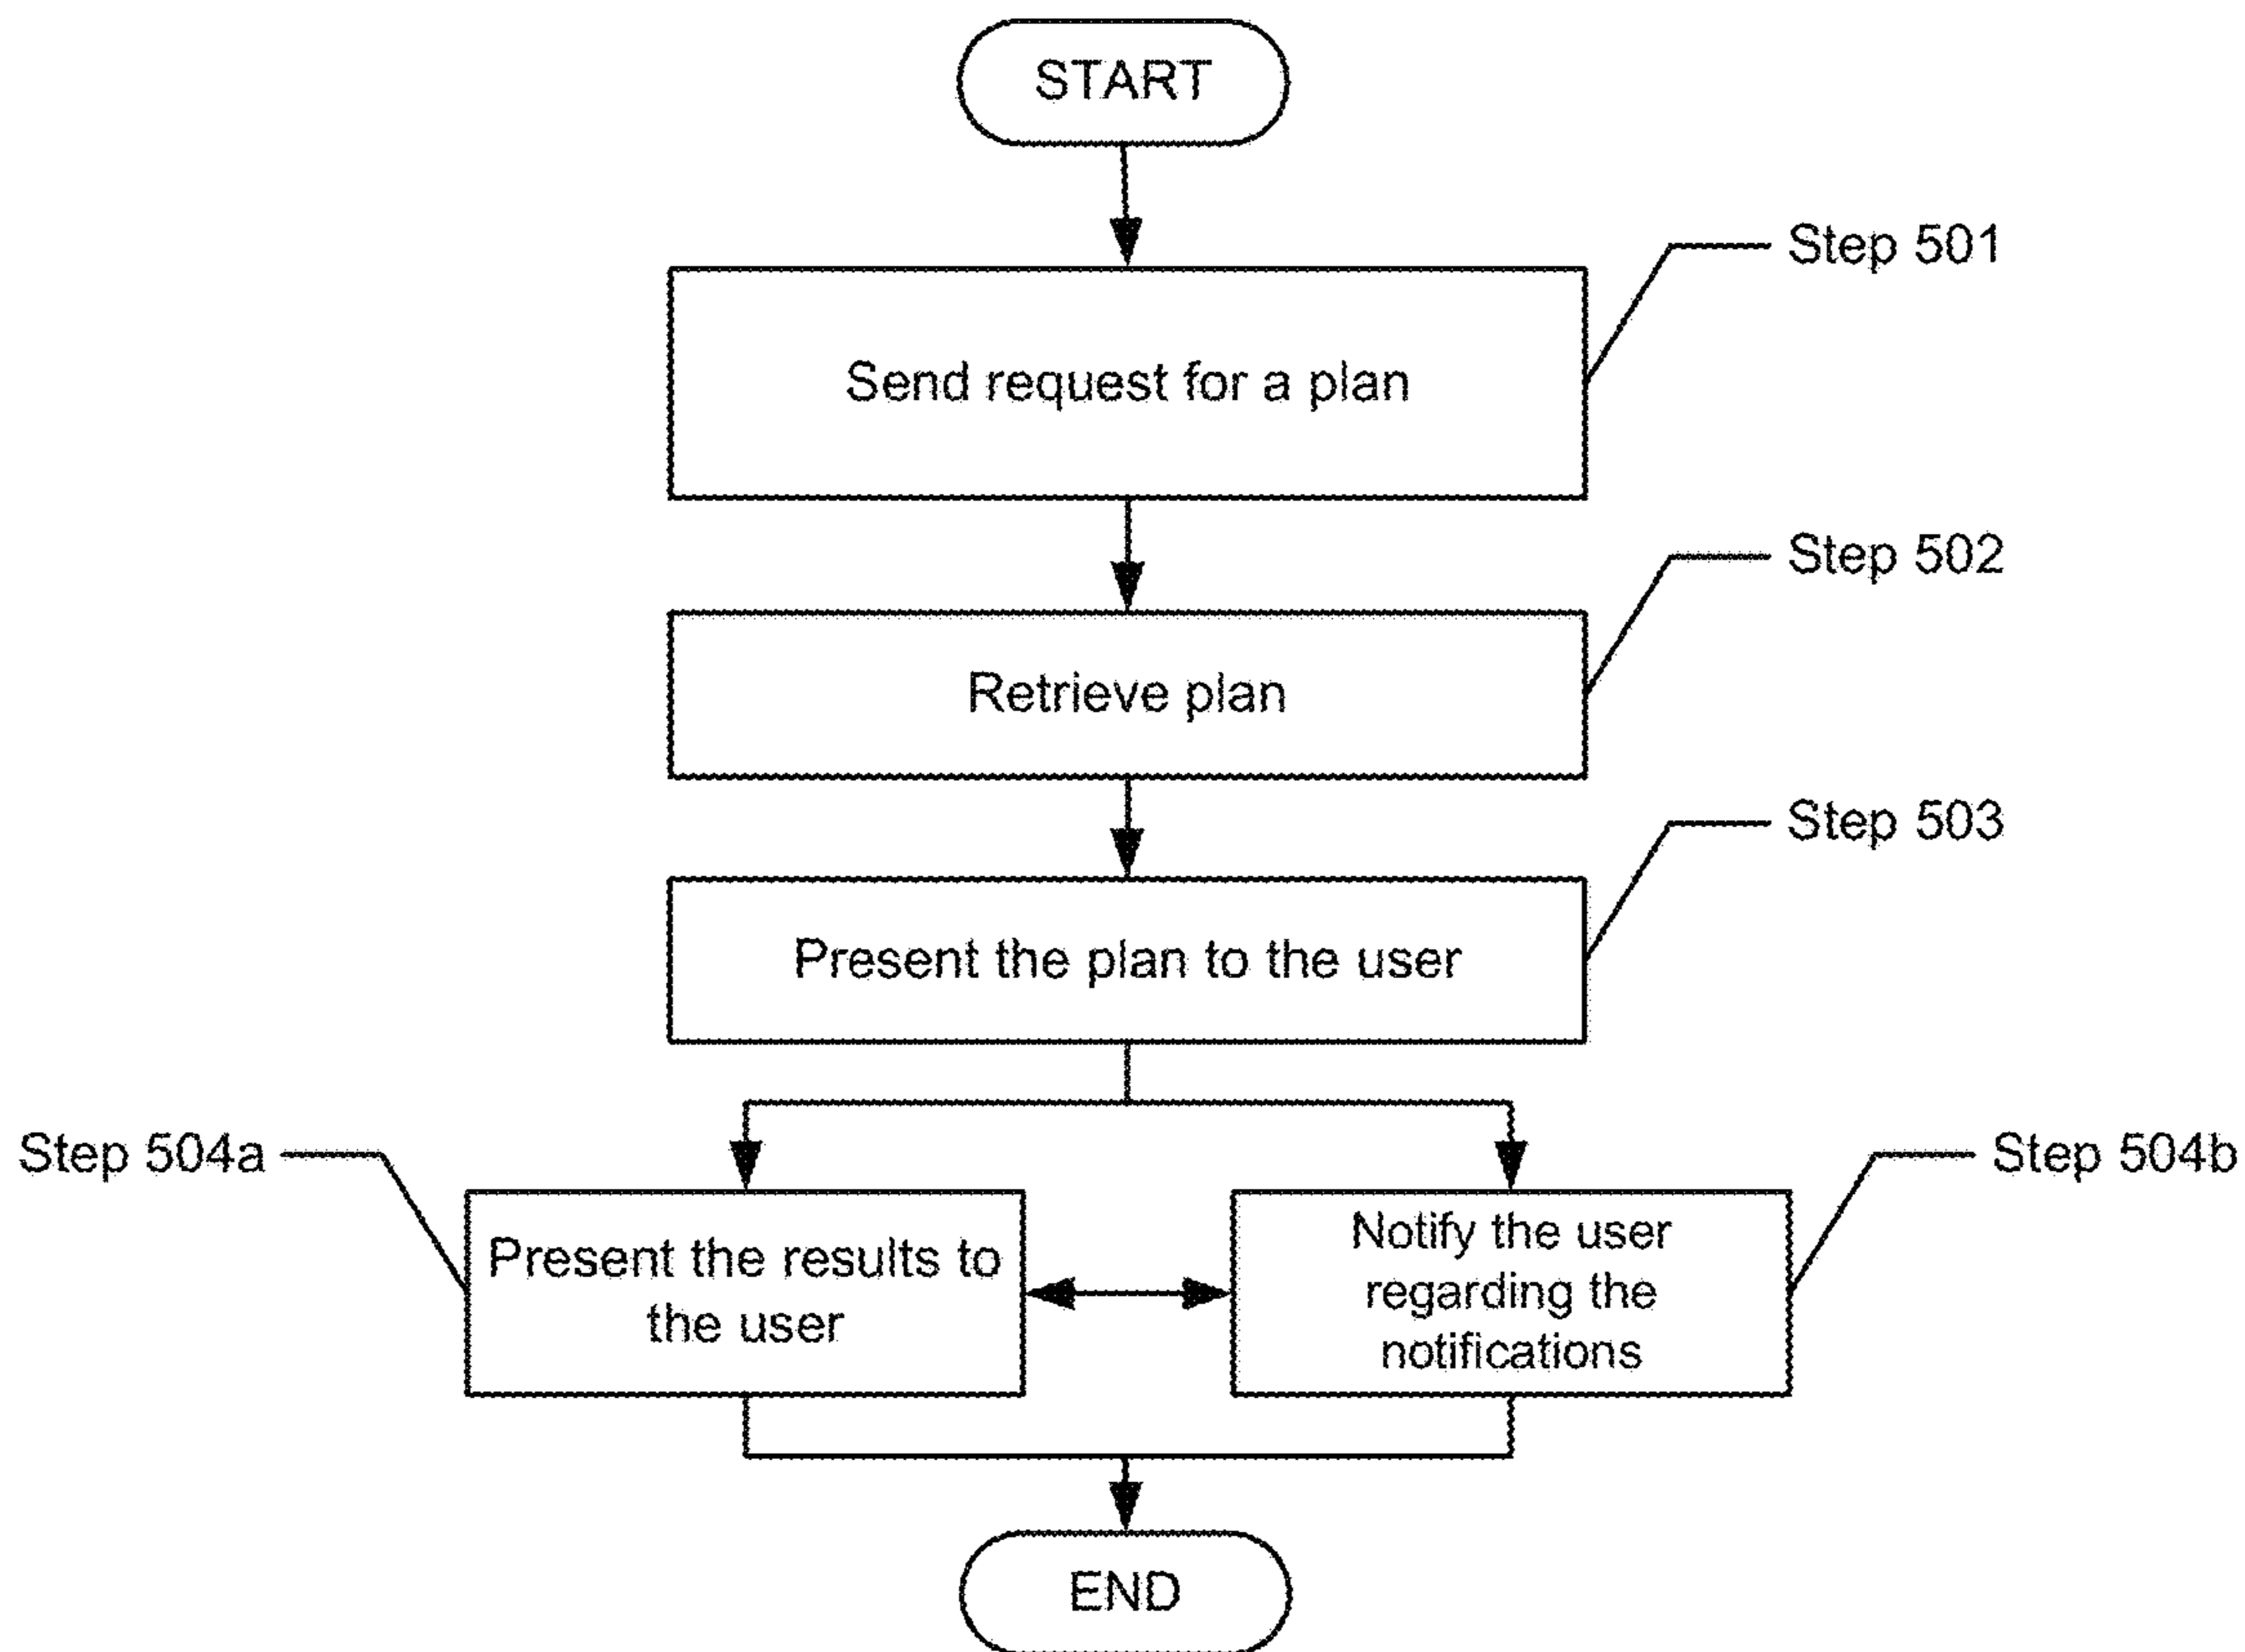 START
Step 501
Send request for a plan
Step 502
Retrieve plan
Step 503
Present the plan to the user
Step 504a
Step 504b
Present the results to
the user
Notify the user
regarding the
notifications
END